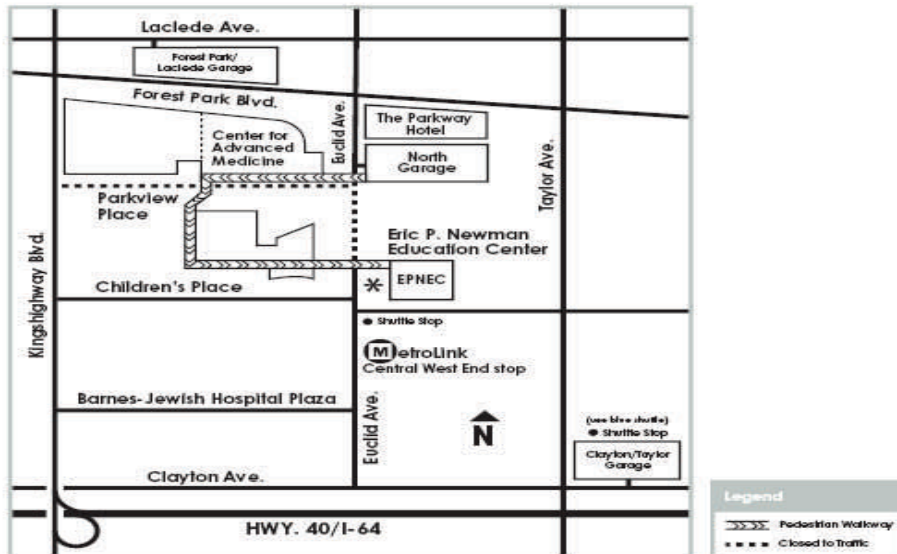 Laclede Ave.
Forest Park/
Laclede Garage
Forest Park Blvd.
Euclid Ave.
The Parkway
Hotel
Center for
Advanced
Medicine
North
Garage
Taylor Ave.
Parkview
Place
Kingshighway Blvd.
Eric P. Newman
Education Center
EPNEC
*
Children's Place
Shuttle Stop
MetroLink
Central West End stop
Barnes-Jewish Hospital Plaza
Euclid Ave.
N
(use blue shuttle)
Shuttle Stop
Clayton/Taylor
Garage
Clayton Ave.
HWY. 40/I-64
Legend
Pedestrian Walkway
Closed to Traffic